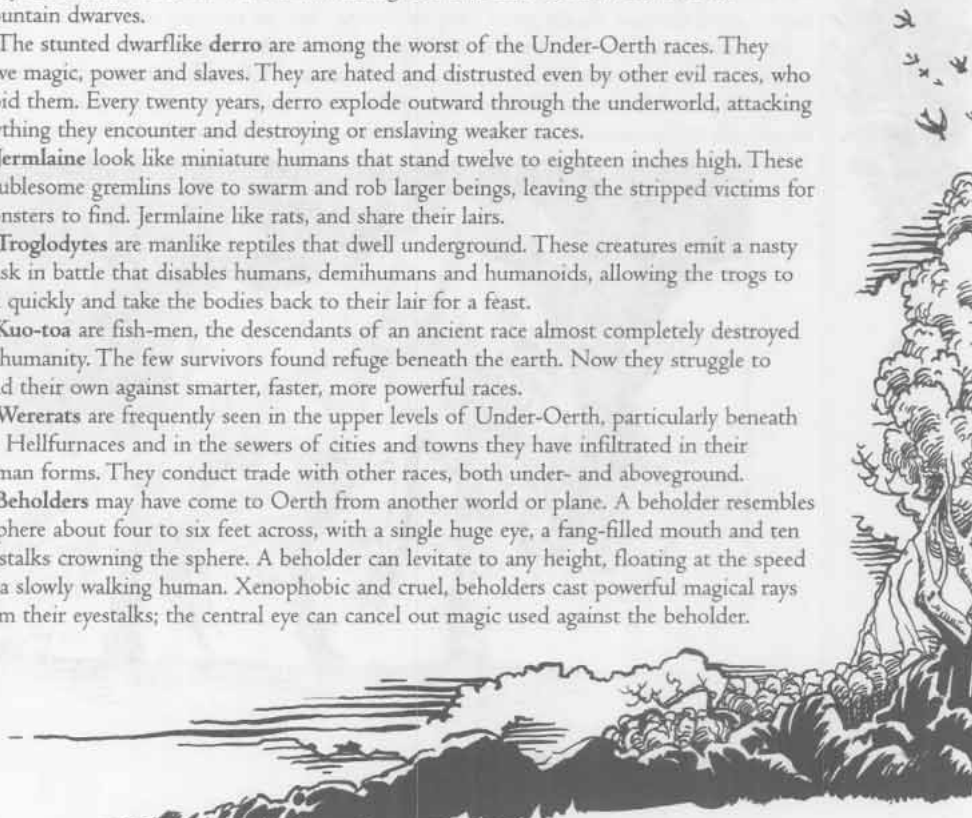 untain dwarves.
The stunted dwarflike derro are among the worst of the Under-Oerth races. They
ve magic, power and slaves. They are hated and distrusted even by other evil races, who
id them. Every twenty years, derro explode outward through the underworld, attacking
ything they encounter and destroying or enslaving weaker races.
Jermlaine look like miniature humans that stand twelve to eighteen inches high. These
ublesome gremlins love to swarm and rob larger beings, leaving the stripped victims for
nsters to find. Jermlaine like rats, and share their lairs.
Troglodytes are manlike reptiles that dwell underground. These creatures emit a nasty
sk in battle that disables humans, demihumans and humanoids, allowing the trogs to
quickly and take the bodies back to their lair for a feast.
Kuo-toa are fish-men, the descendants of an ancient race almost completely destroyed
humanity. The few survivors found refuge beneath the earth. Now they struggle to
d their own against smarter, faster, more powerful races.
Wererats are frequently seen in the upper levels of Under-Oerth, particularly beneath
Hellfurnaces and in the sewers of cities and towns they have infiltrated in their
man forms. They conduct trade with other races, both under- and aboveground.
Beholders may have come to Oerth from another world or plane. A beholder resembles
phere about four to six feet across, with a single huge eye, a fang-filled mouth and ten
stalks crowning the sphere. A beholder can levitate to any height, floating at the speed
a slowly walking human. Xenophobic and cruel, beholders cast powerful magical rays
m their eyestalks; the central eye can cancel out magic used against the beholder.